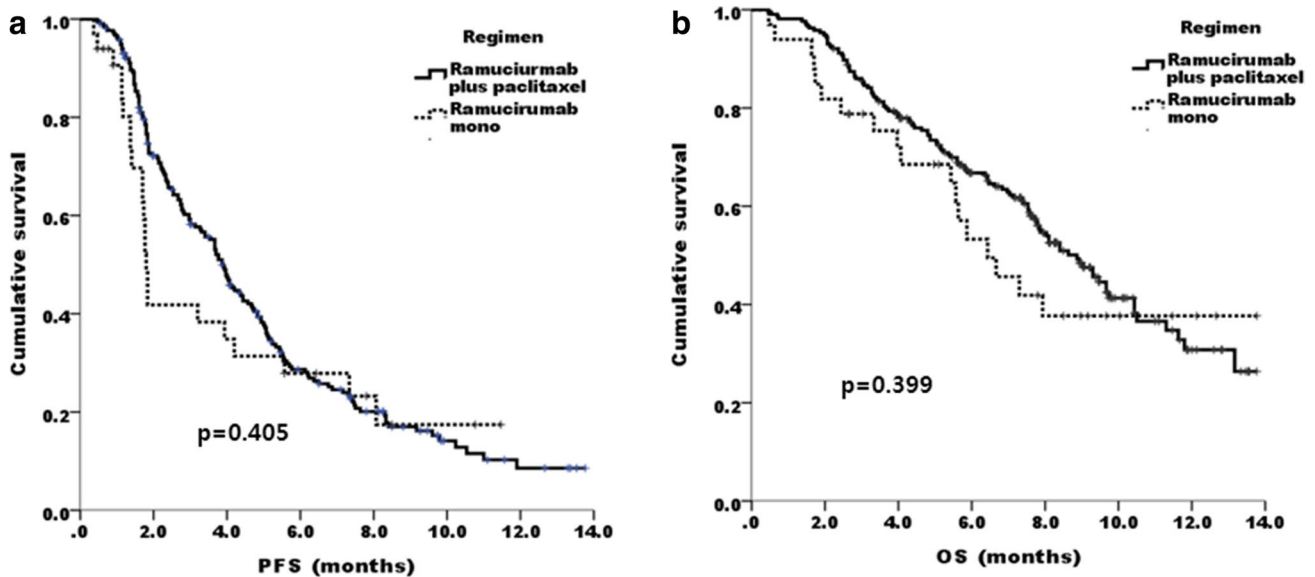 a
Regimen
Ramuciurmab
plus paclitaxel
Ramucirumab
mono
Cumulative survival
1.0
0.8
0.6
0.4
0.2
0.0
p=0.405
.0 2.0 4.0 6.0 8.0 10.0 12.0 14.0
PFS (months)
b
Regimen
Ramucirumab
plus paclitaxel
Ramucirumab
mono
Cumulative survival
1.0
0.8
0.6
0.4
0.2
0.0
p=0.399
.0 2.0 4.0 6.0 8.0 10.0 12.0 14.0
OS (months)